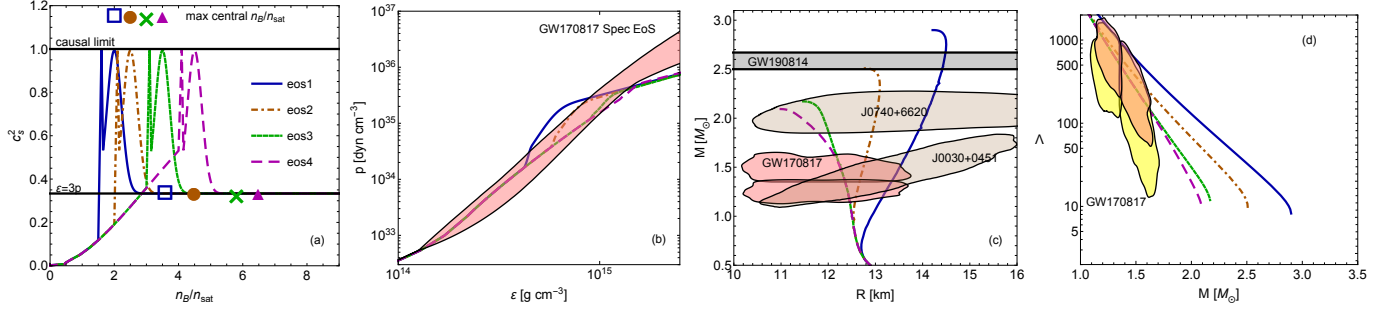 max central n_B/n_sat
causal limit
eos1
eos2
eos3
eos4
ε=3p
(a)
1.2
1.0
0.8
0.6
0.4
0.2
0.0
c_s^2
0 2 4 6 8
n_B/n_sat
GW170817 Spec EoS
(b)
10^37
10^36
10^35
10^34
10^33
p [dyn cm^-3]
10^14 10^15
ε [g cm^-3]
GW190814
J0740+6620
J0030+0451
GW170817
(c)
3.0
2.5
2.0
1.5
1.0
0.5
M [M_⊙]
10 11 12 13 14 15 16
R [km]
(d)
GW170817
1000
500
100
50
10
5
2
Λ
1.0 1.5 2.0 2.5 3.0 3.5
M [M_⊙]